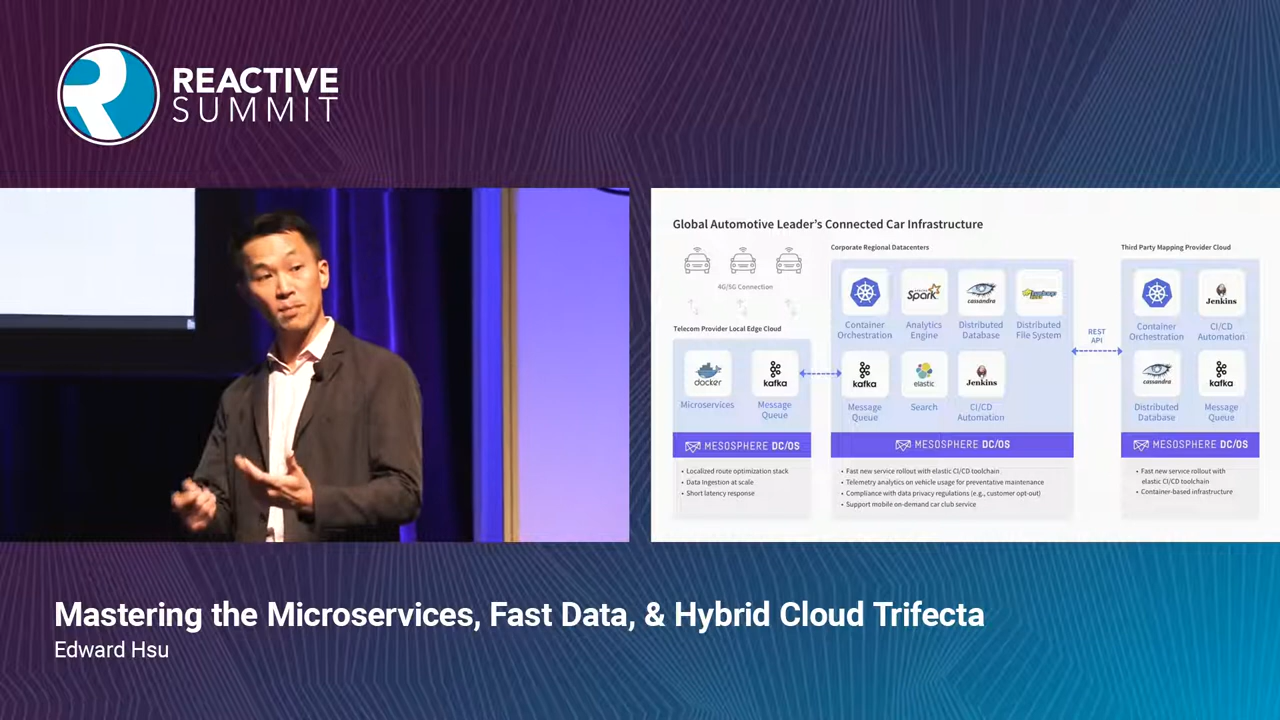 REACTIVE
SUMMIT
Global Automotive Leader's Connected Car Infrastructure
4G/5G Connection
Telecom Provider Local Edge Cloud
docker
Microservices
kafka
Message
Queue
MESOSPHERE DC/OS
• Localized route optimization stack
• Data Ingestion at scale
• Short latency response
Corporate Regional Datacenters
Container
Orchestration
Spark
Analytics
Engine
cassandra
Distributed
Database
Distributed
File System
kafka
Message
Queue
elastic
Search
Jenkins
CI/CD
Automation
MESOSPHERE DC/OS
• Fast new service rollout with elastic CI/CD toolchain
• Telemetry analytics on vehicle usage for preventative maintenance
• Compliance with data privacy regulations (e.g., customer opt-out)
• Support mobile on-demand car club service
REST
API
Third Party Mapping Provider Cloud
Container
Orchestration
Jenkins
CI/CD
Automation
cassandra
Distributed
Database
kafka
Message
Queue
MESOSPHERE DC/OS
• Fast new service rollout with
elastic CI/CD toolchain
• Container-based infrastructure
Mastering the Microservices, Fast Data, & Hybrid Cloud Trifecta
Edward Hsu